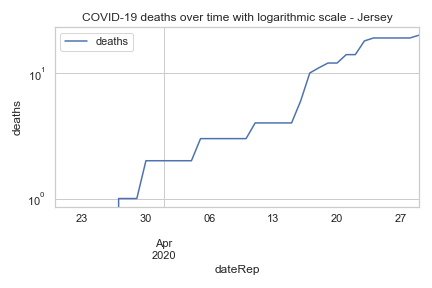 COVID-19 deaths over time with logarithmic scale - Jersey
deaths
10¹
deaths
10⁰
23 30 06 13 20 27
Apr
2020
dateRep